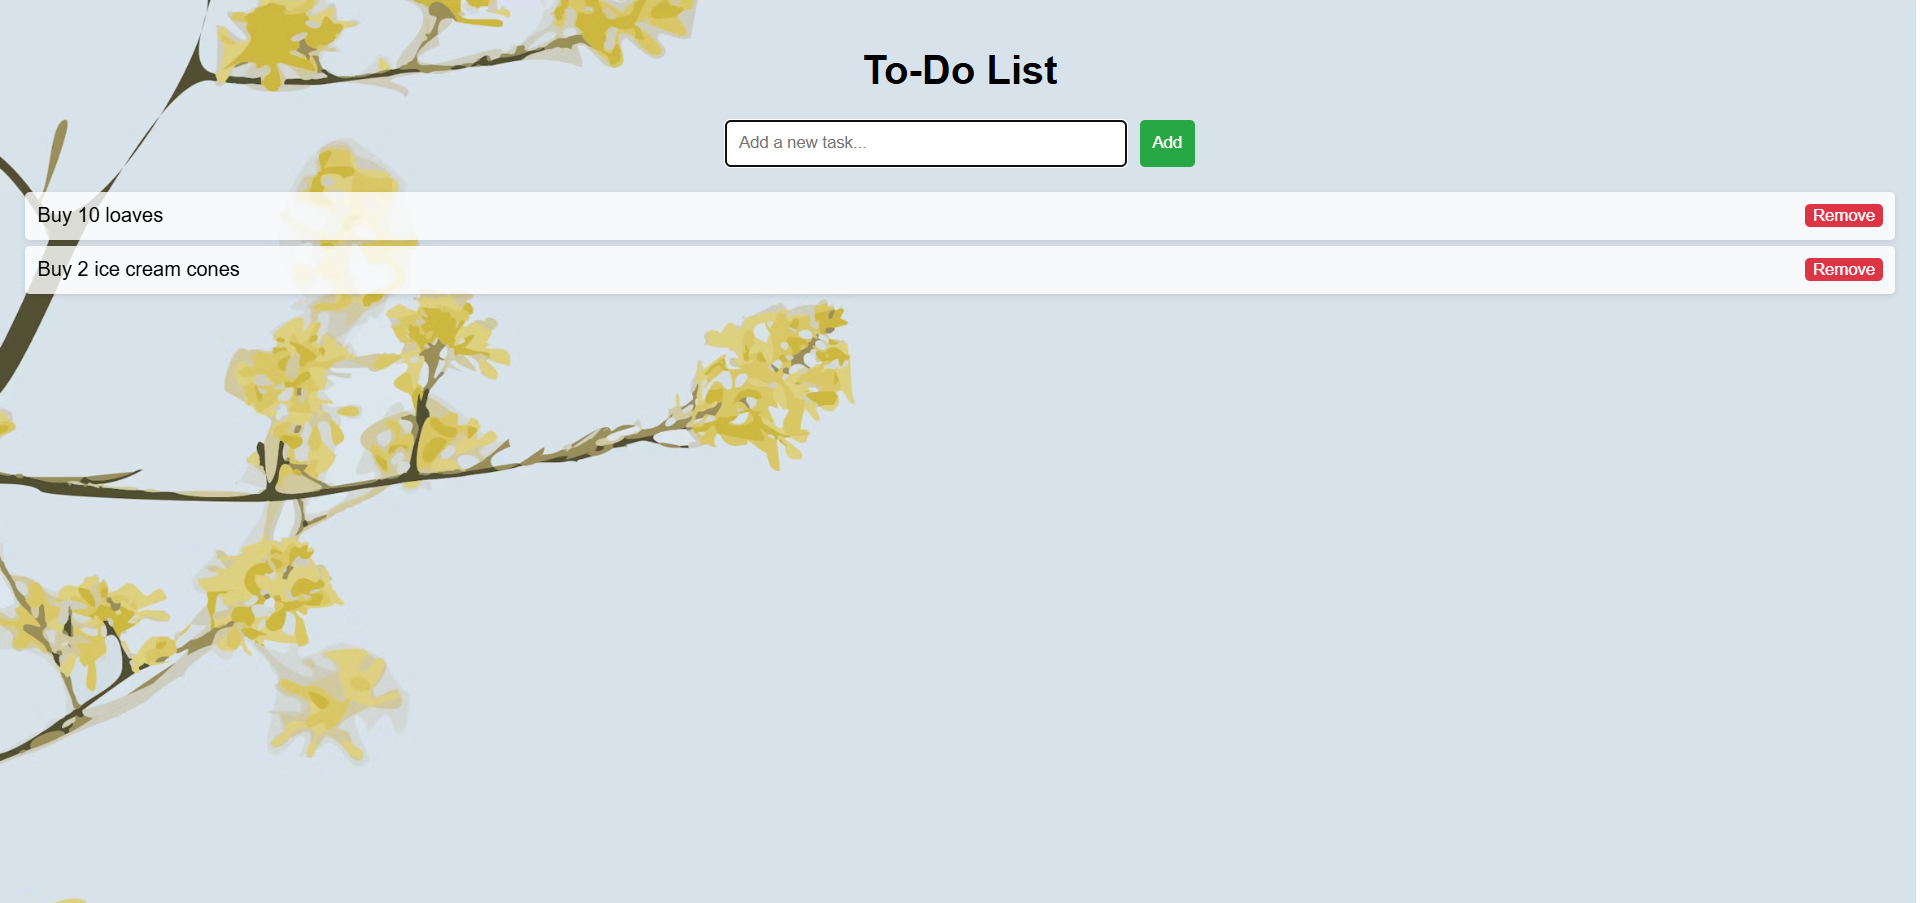 To-Do List
Add a new task...
Add
Buy 10 loaves
Remove
Buy 2 ice cream cones
Remove